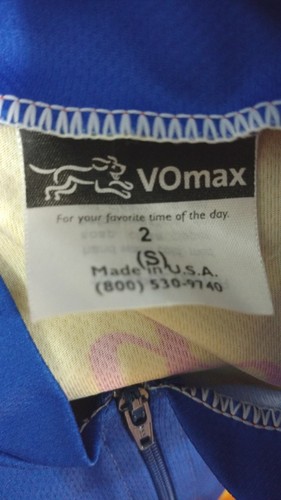 VOmax
For your favorite time of the day.
2
(S)
Made in U.S.A.
(800) 530-9740